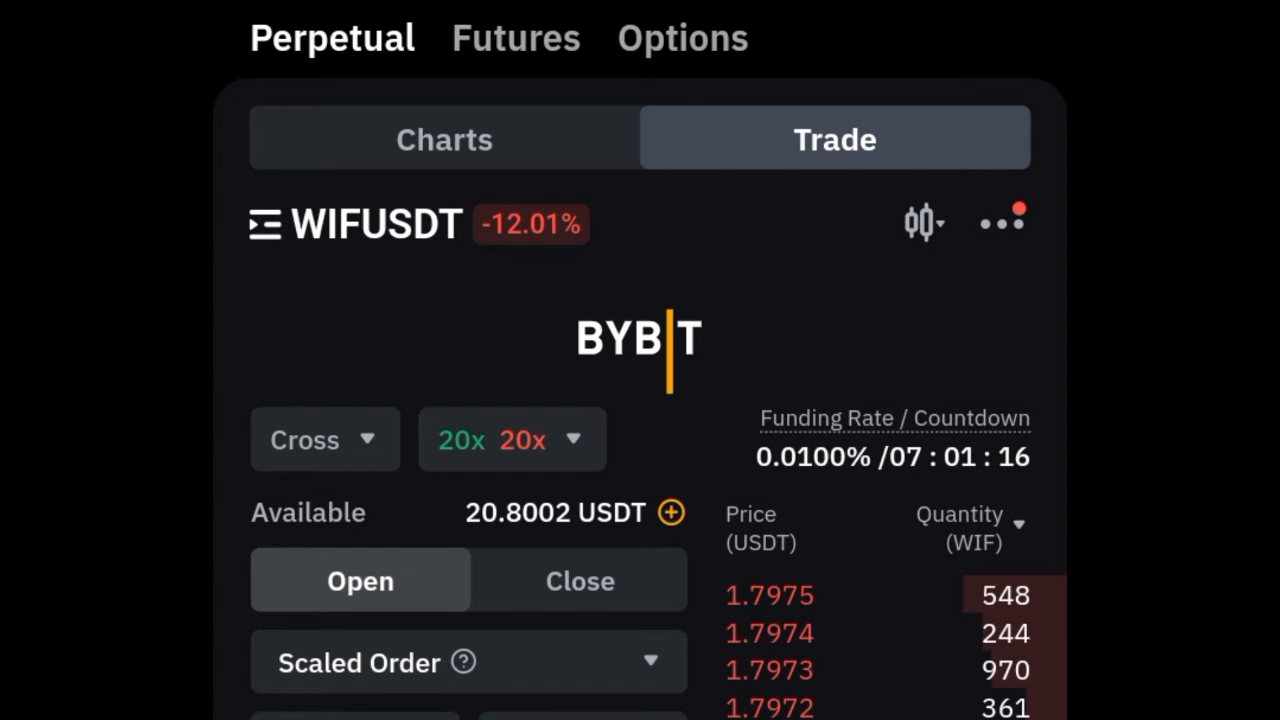 Perpetual Futures Options
Charts Trade
WIFUSDT -12.01%
BYBIT
Cross 20x 20x
Funding Rate / Countdown
0.0100% /07 : 01 : 16
Available 20.8002 USDT
Open Close
Scaled Order ?
Price
(USDT)
Quantity
(WIF)
1.7975 548
1.7974 244
1.7973 970
1.7972 361